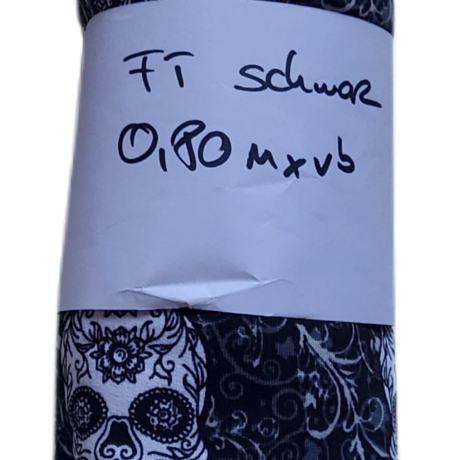 FT schwarz
0,80 m x vb